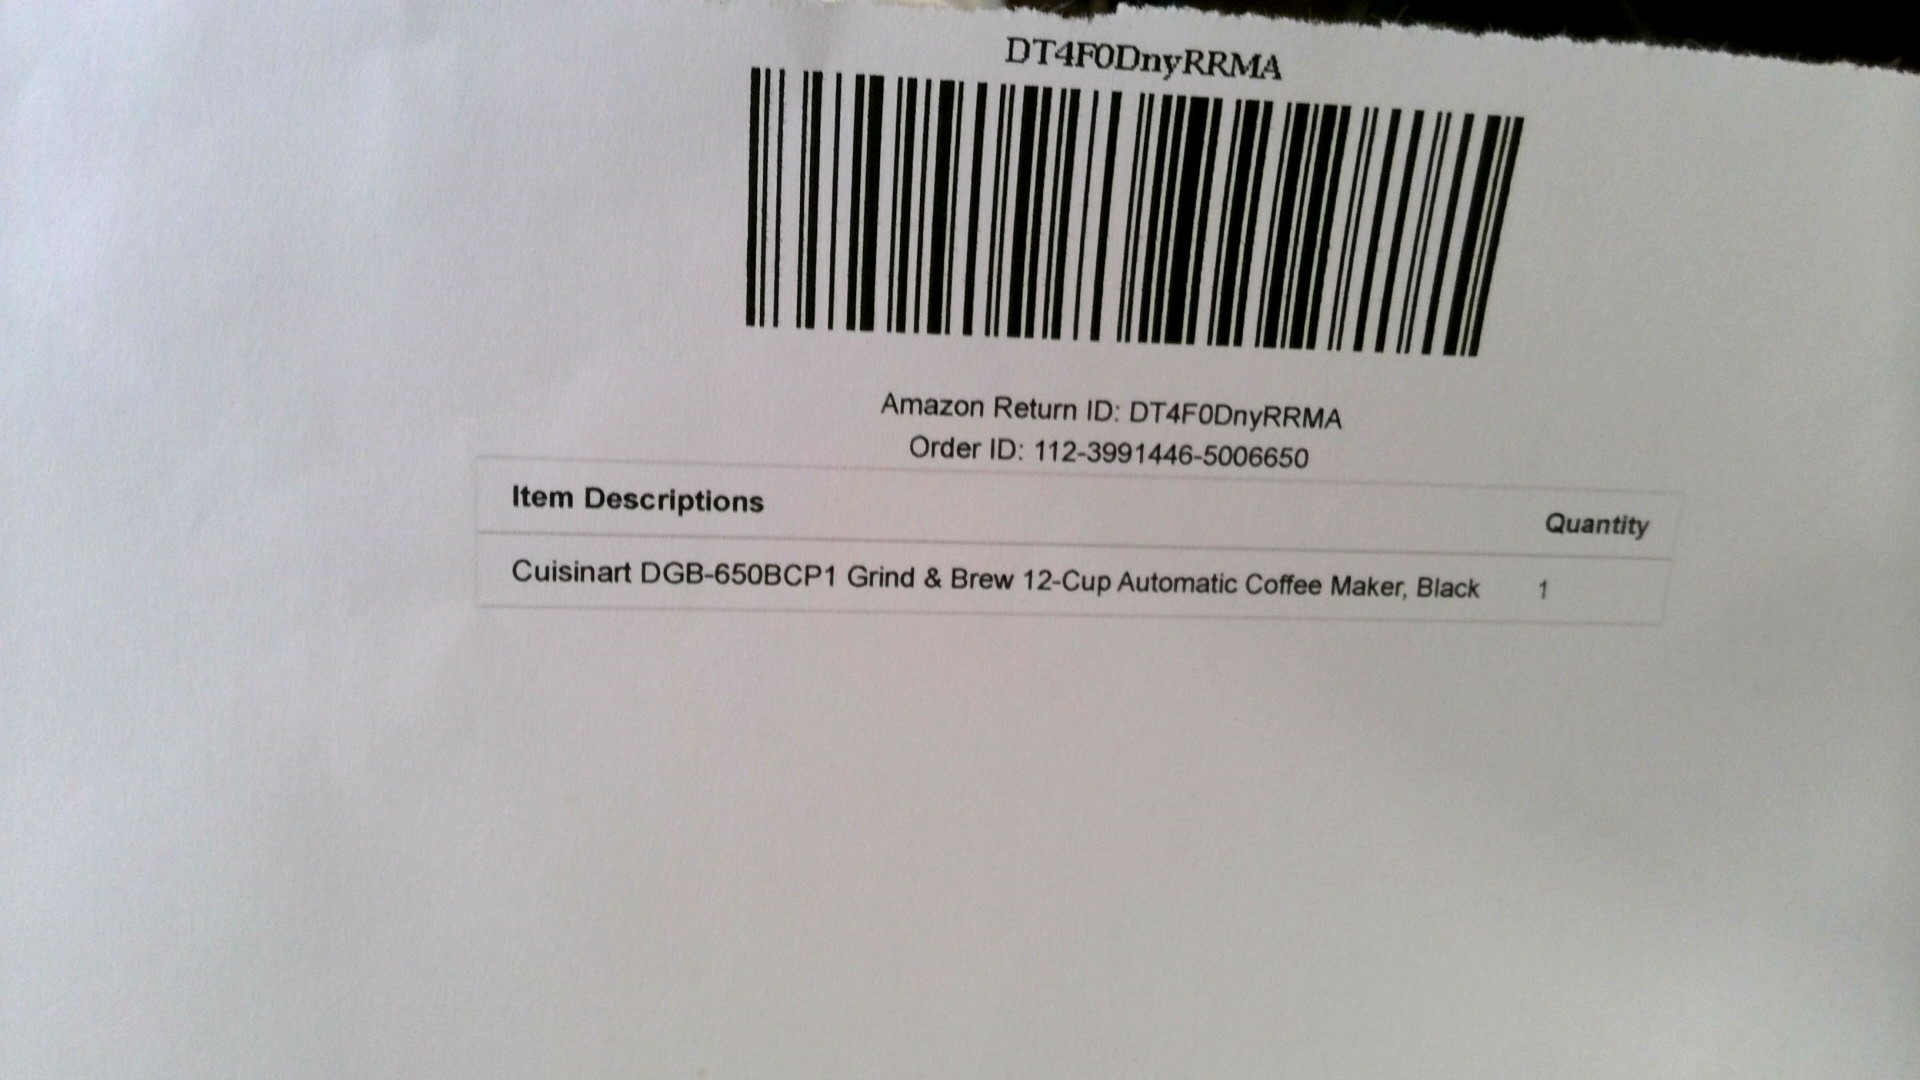 DT4F0DnyRRMA
Amazon Return ID: DT4F0DnyRRMA
Order ID: 112-3991446-5006650
Item Descriptions Quantity
Cuisinart DGB-650BCP1 Grind & Brew 12-Cup Automatic Coffee Maker, Black 1